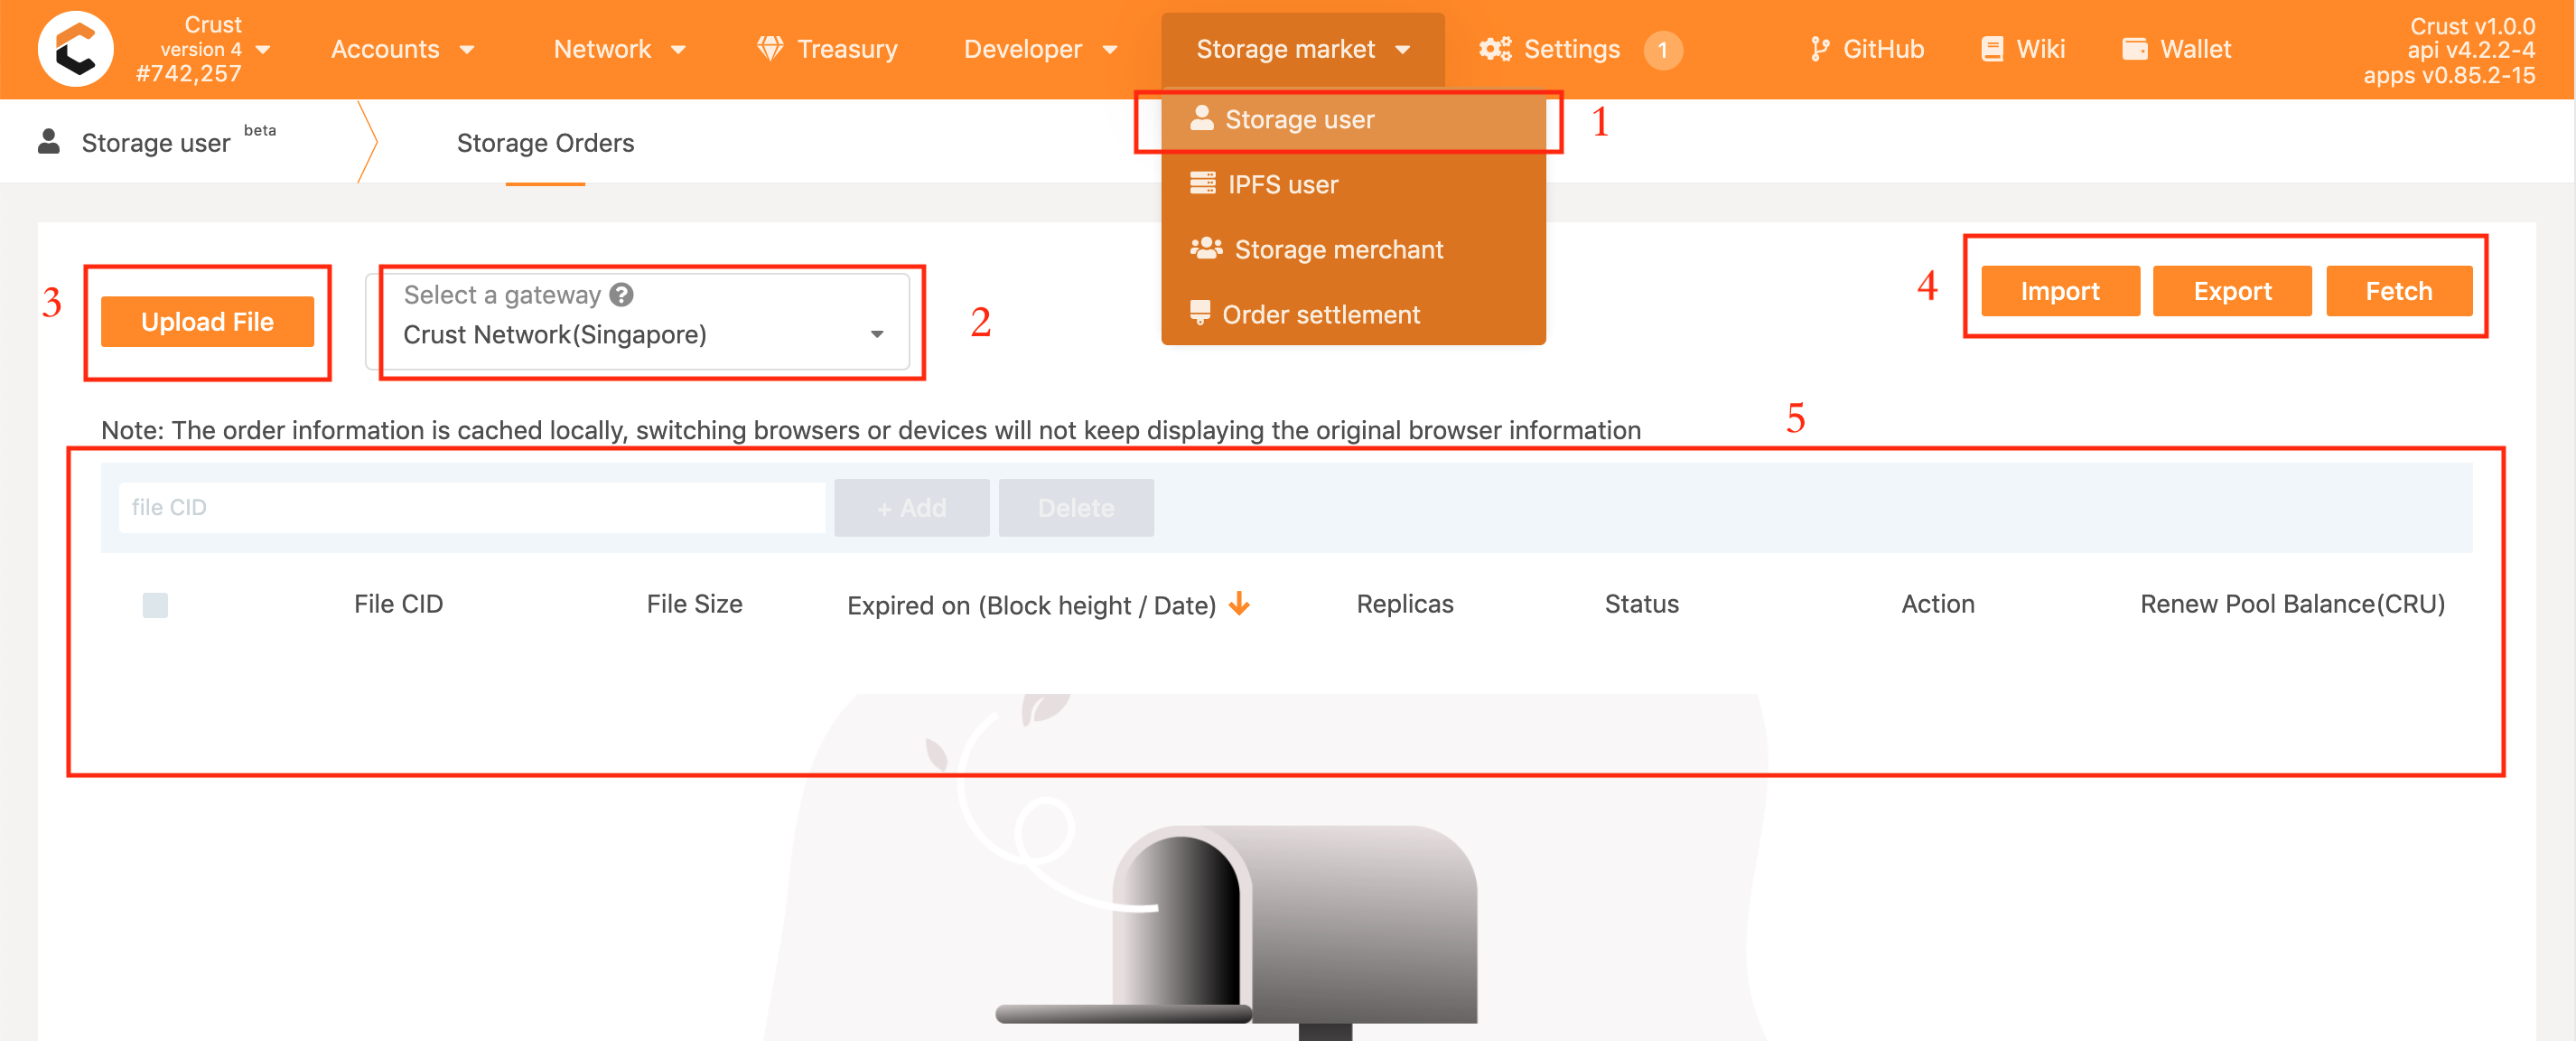 Crust
version 4
#742,257
Accounts
Network
Treasury
Developer
Storage market
Settings
1
GitHub
Wiki
Wallet
Crust v1.0.0
api v4.2.2-4
apps v0.85.2-15
Storage user beta
Storage Orders
Storage user
1
IPFS user
Storage merchant
Order settlement
3
Upload File
Select a gateway ?
Crust Network(Singapore)
2
4
Import
Export
Fetch
5
Note: The order information is cached locally, switching browsers or devices will not keep displaying the original browser information
file CID
+ Add
Delete
File CID
File Size
Expired on (Block height / Date)
Replicas
Status
Action
Renew Pool Balance(CRU)